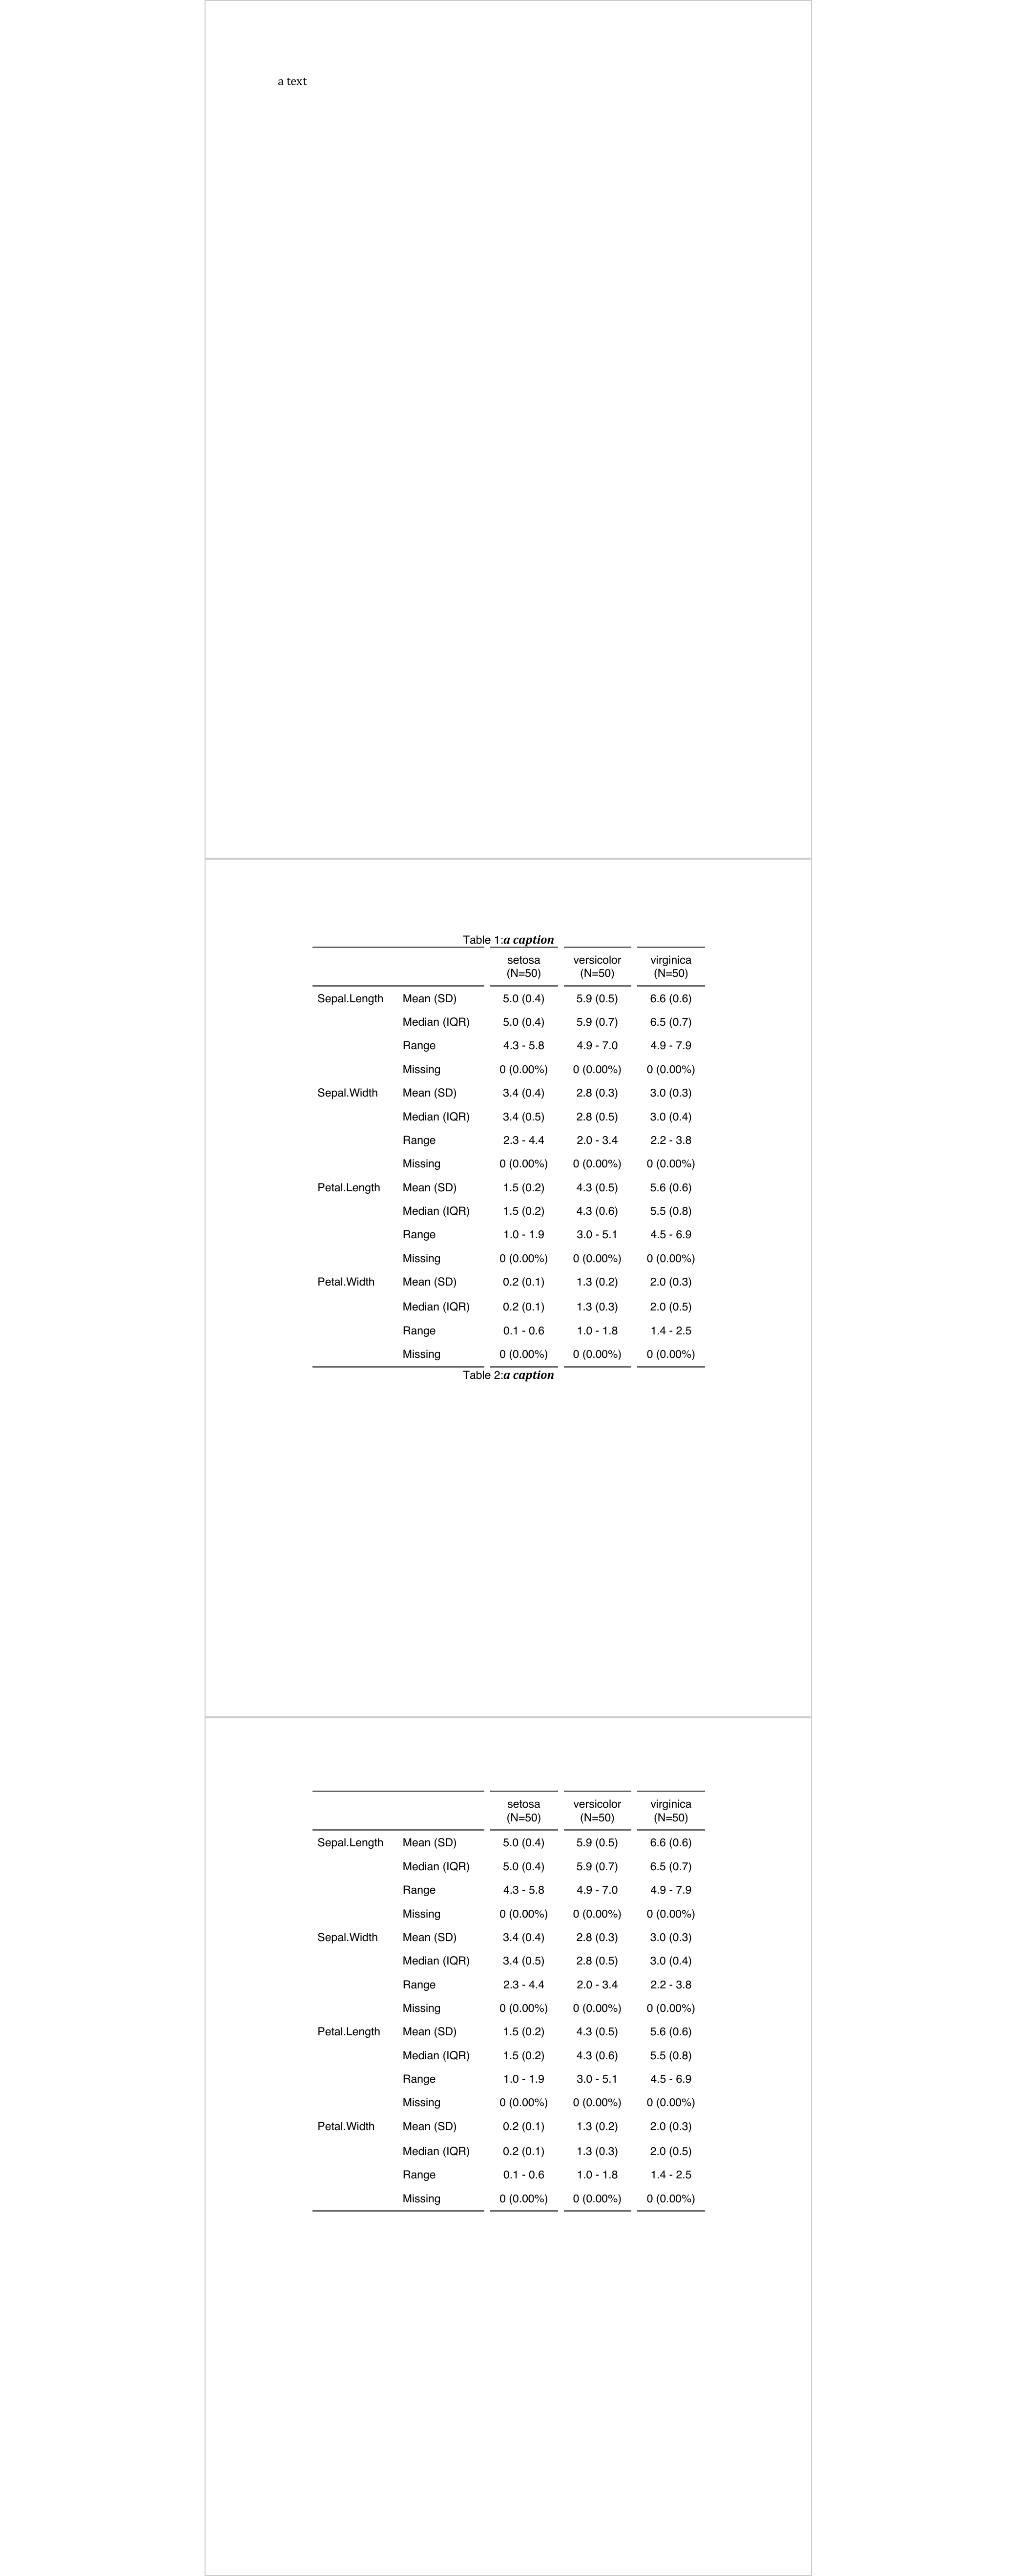 a text
Table 1:a caption
setosa versicolor virginica
(N=50) (N=50) (N=50)
Sepal.Length Mean (SD) 5.0 (0.4) 5.9 (0.5) 6.6 (0.6)
Median (IQR) 5.0 (0.4) 5.9 (0.7) 6.5 (0.7)
Range 4.3 - 5.8 4.9 - 7.0 4.9 - 7.9
Missing 0 (0.00%) 0 (0.00%) 0 (0.00%)
Sepal.Width Mean (SD) 3.4 (0.4) 2.8 (0.3) 3.0 (0.3)
Median (IQR) 3.4 (0.5) 2.8 (0.5) 3.0 (0.4)
Range 2.3 - 4.4 2.0 - 3.4 2.2 - 3.8
Missing 0 (0.00%) 0 (0.00%) 0 (0.00%)
Petal.Length Mean (SD) 1.5 (0.2) 4.3 (0.5) 5.6 (0.6)
Median (IQR) 1.5 (0.2) 4.3 (0.6) 5.5 (0.8)
Range 1.0 - 1.9 3.0 - 5.1 4.5 - 6.9
Missing 0 (0.00%) 0 (0.00%) 0 (0.00%)
Petal.Width Mean (SD) 0.2 (0.1) 1.3 (0.2) 2.0 (0.3)
Median (IQR) 0.2 (0.1) 1.3 (0.3) 2.0 (0.5)
Range 0.1 - 0.6 1.0 - 1.8 1.4 - 2.5
Missing 0 (0.00%) 0 (0.00%) 0 (0.00%)
Table 2:a caption
setosa versicolor virginica
(N=50) (N=50) (N=50)
Sepal.Length Mean (SD) 5.0 (0.4) 5.9 (0.5) 6.6 (0.6)
Median (IQR) 5.0 (0.4) 5.9 (0.7) 6.5 (0.7)
Range 4.3 - 5.8 4.9 - 7.0 4.9 - 7.9
Missing 0 (0.00%) 0 (0.00%) 0 (0.00%)
Sepal.Width Mean (SD) 3.4 (0.4) 2.8 (0.3) 3.0 (0.3)
Median (IQR) 3.4 (0.5) 2.8 (0.5) 3.0 (0.4)
Range 2.3 - 4.4 2.0 - 3.4 2.2 - 3.8
Missing 0 (0.00%) 0 (0.00%) 0 (0.00%)
Petal.Length Mean (SD) 1.5 (0.2) 4.3 (0.5) 5.6 (0.6)
Median (IQR) 1.5 (0.2) 4.3 (0.6) 5.5 (0.8)
Range 1.0 - 1.9 3.0 - 5.1 4.5 - 6.9
Missing 0 (0.00%) 0 (0.00%) 0 (0.00%)
Petal.Width Mean (SD) 0.2 (0.1) 1.3 (0.2) 2.0 (0.3)
Median (IQR) 0.2 (0.1) 1.3 (0.3) 2.0 (0.5)
Range 0.1 - 0.6 1.0 - 1.8 1.4 - 2.5
Missing 0 (0.00%) 0 (0.00%) 0 (0.00%)